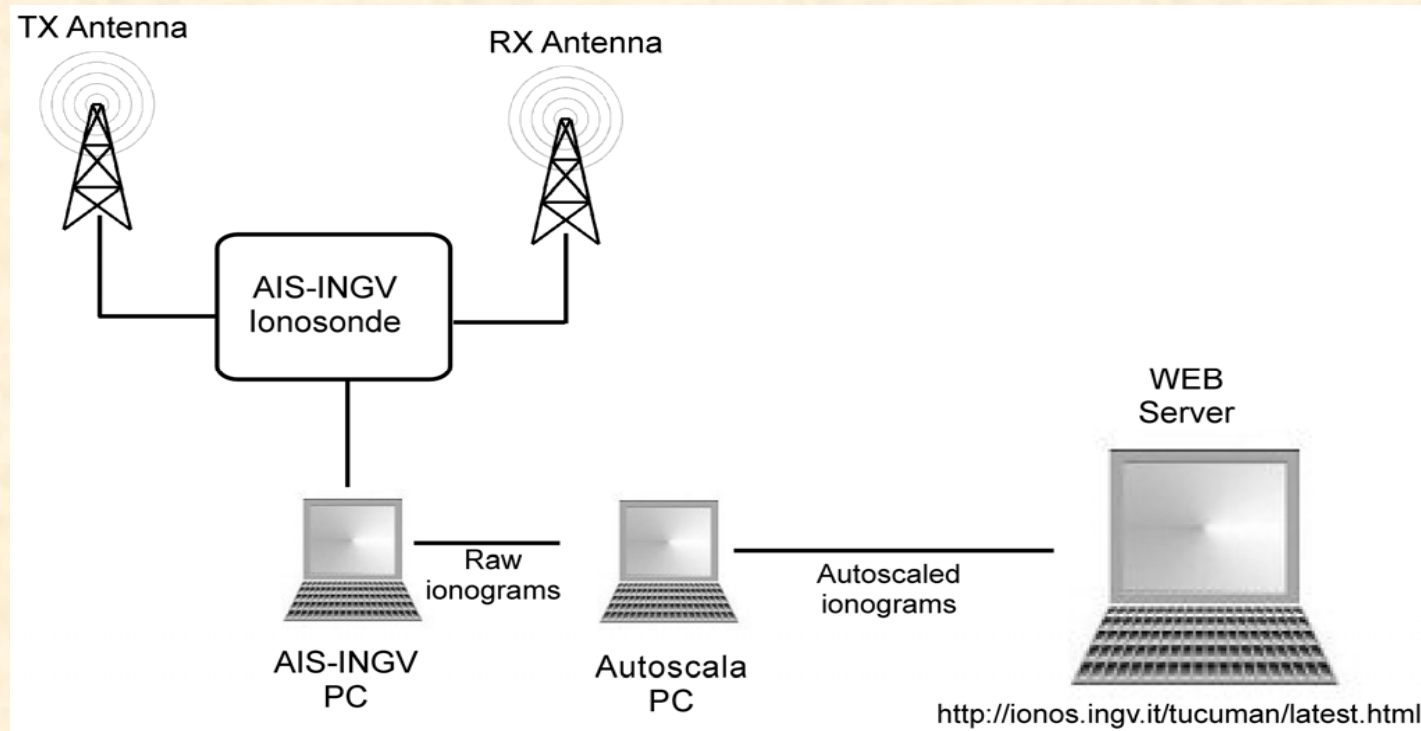 TX Antenna
RX Antenna
AIS-INGV
Ionosonde
WEB
Server
Raw
ionograms
Autoscaled
ionograms
AIS-INGV
PC
Autoscala
PC
http://ionos.ingv.it/tucuman/latest.html